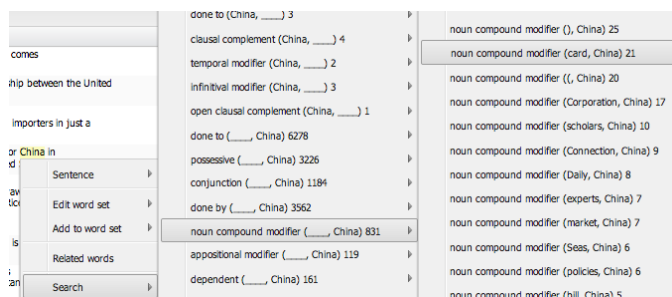 comes
ship between the United
importers in just a
or China in
Sentence
Edit word set
Add to word set
Related words
is
Search
done to (China, ____) 3
clausal complement (China, ____) 4
temporal modifier (China, ____) 2
infinitival modifier (China, ____) 3
open clausal complement (China, ____) 1
done to (____, China) 6278
possessive (____, China) 3226
conjunction (____, China) 1184
done by (____, China) 3562
noun compound modifier (____, China) 831
appositional modifier (____, China) 119
dependent (____, China) 161
noun compound modifier (), China) 25
noun compound modifier (card, China) 21
noun compound modifier ((, China) 20
noun compound modifier (Corporation, China) 17
noun compound modifier (scholars, China) 10
noun compound modifier (Connection, China) 9
noun compound modifier (Daily, China) 8
noun compound modifier (experts, China) 7
noun compound modifier (market, China) 7
noun compound modifier (Seas, China) 6
noun compound modifier (policies, China) 6
noun compound modifier (bill, China) 5